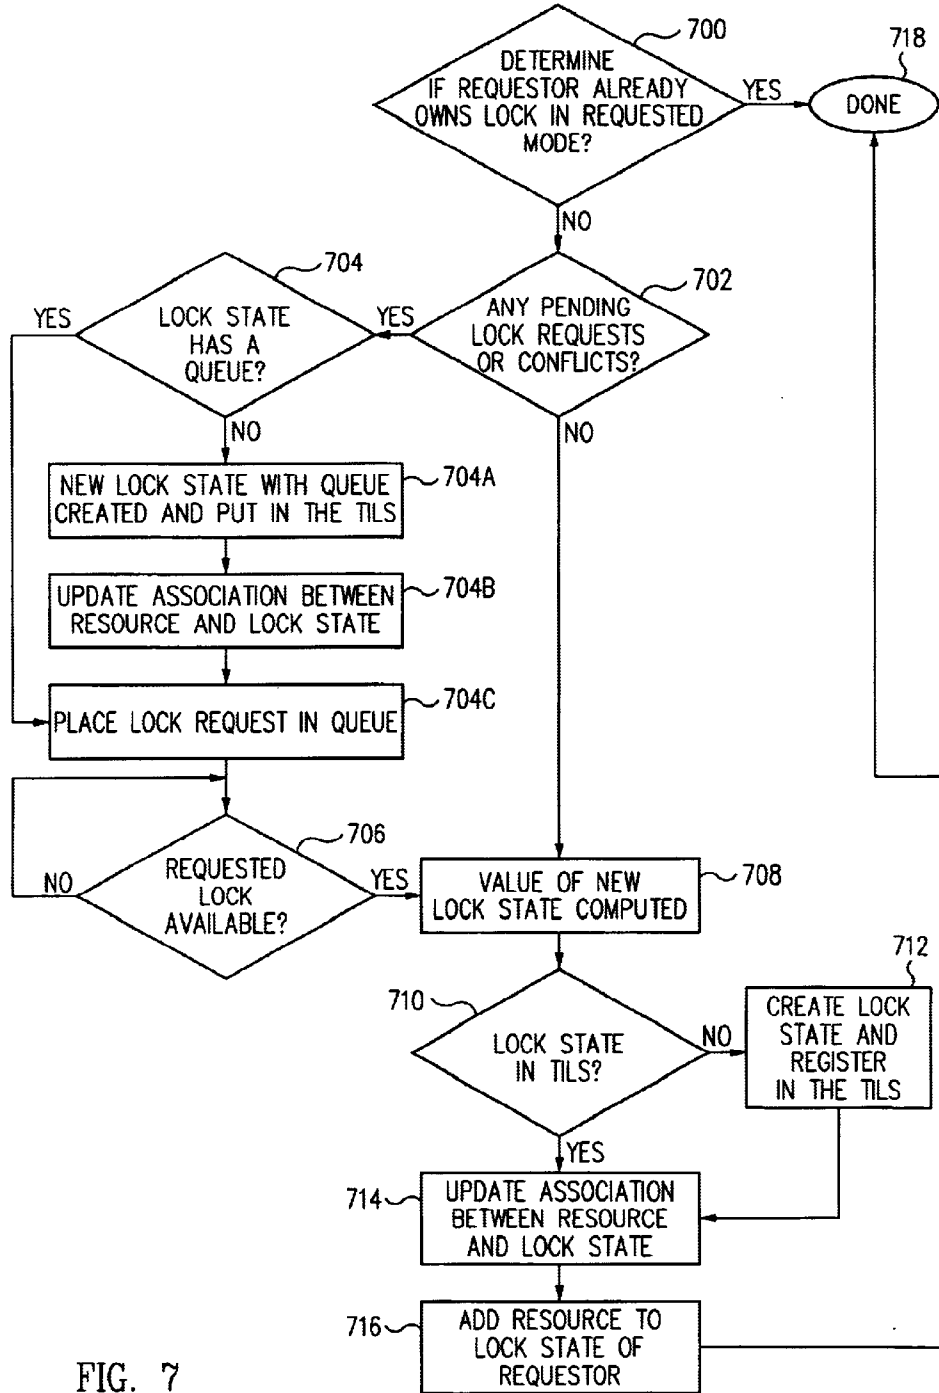 700
DETERMINE
IF REQUESTOR ALREADY
OWNS LOCK IN REQUESTED
MODE?
YES
718
DONE
NO
704
LOCK STATE
HAS A
QUEUE?
YES
YES
702
ANY PENDING
LOCK REQUESTS
OR CONFLICTS?
NO
NO
NEW LOCK STATE WITH QUEUE
CREATED AND PUT IN THE TILS
704A
UPDATE ASSOCIATION BETWEEN
RESOURCE AND LOCK STATE
704B
PLACE LOCK REQUEST IN QUEUE
704C
706
REQUESTED
LOCK
AVAILABLE?
NO
YES
VALUE OF NEW
LOCK STATE COMPUTED
708
710
LOCK STATE
IN TILS?
NO
712
CREATE LOCK
STATE AND
REGISTER
IN THE TILS
YES
714
UPDATE ASSOCIATION
BETWEEN RESOURCE
AND LOCK STATE
716
ADD RESOURCE TO
LOCK STATE OF
REQUESTOR
FIG. 7